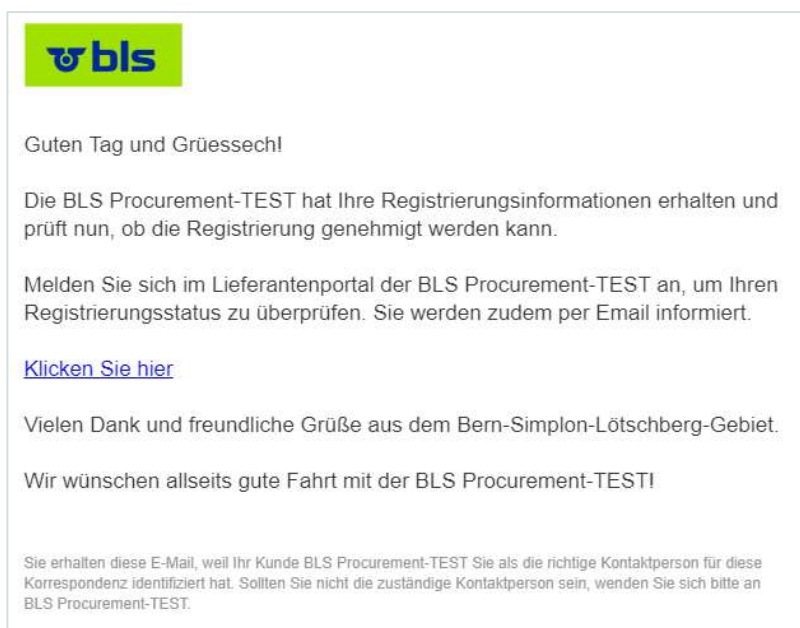 bls
Guten Tag und Grüessech!
Die BLS Procurement-TEST hat Ihre Registrierungsinformationen erhalten und
prüft nun, ob die Registrierung genehmigt werden kann.
Melden Sie sich im Lieferantenportal der BLS Procurement-TEST an, um Ihren
Registrierungsstatus zu überprüfen. Sie werden zudem per Email informiert.
Klicken Sie hier
Vielen Dank und freundliche Grüße aus dem Bern-Simplon-Lötschberg-Gebiet.
Wir wünschen allseits gute Fahrt mit der BLS Procurement-TEST!
Sie erhalten diese E-Mail, weil Ihr Kunde BLS Procurement-TEST Sie als die richtige Kontaktperson für diese
Korrespondenz identifiziert hat. Sollten Sie nicht die zuständige Kontaktperson sein, wenden Sie sich bitte an
BLS Procurement-TEST.